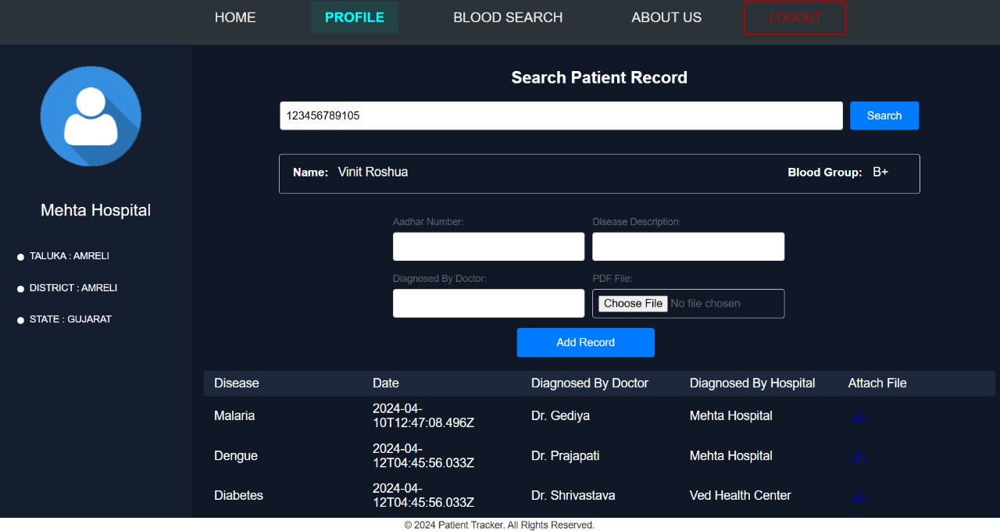 HOME PROFILE BLOOD SEARCH ABOUT US LOGOUT
Mehta Hospital
TALUKA : AMRELI
DISTRICT : AMRELI
STATE : GUJARAT
Search Patient Record
123456789105 Search
Name: Vinit Roshua Blood Group: B+
Aadhar Number: Disease Description:
Diagnosed By Doctor: PDF File:
Choose File No file chosen
Add Record
Disease Date Diagnosed By Doctor Diagnosed By Hospital Attach File
Malaria 2024-04-
10T12:47:08.496Z Dr. Gediya Mehta Hospital
Dengue 2024-04-
12T04:45:56.033Z Dr. Prajapati Mehta Hospital
Diabetes 2024-04-
12T04:45:56.033Z Dr. Shrivastava Ved Health Center
© 2024 Patient Tracker. All Rights Reserved.